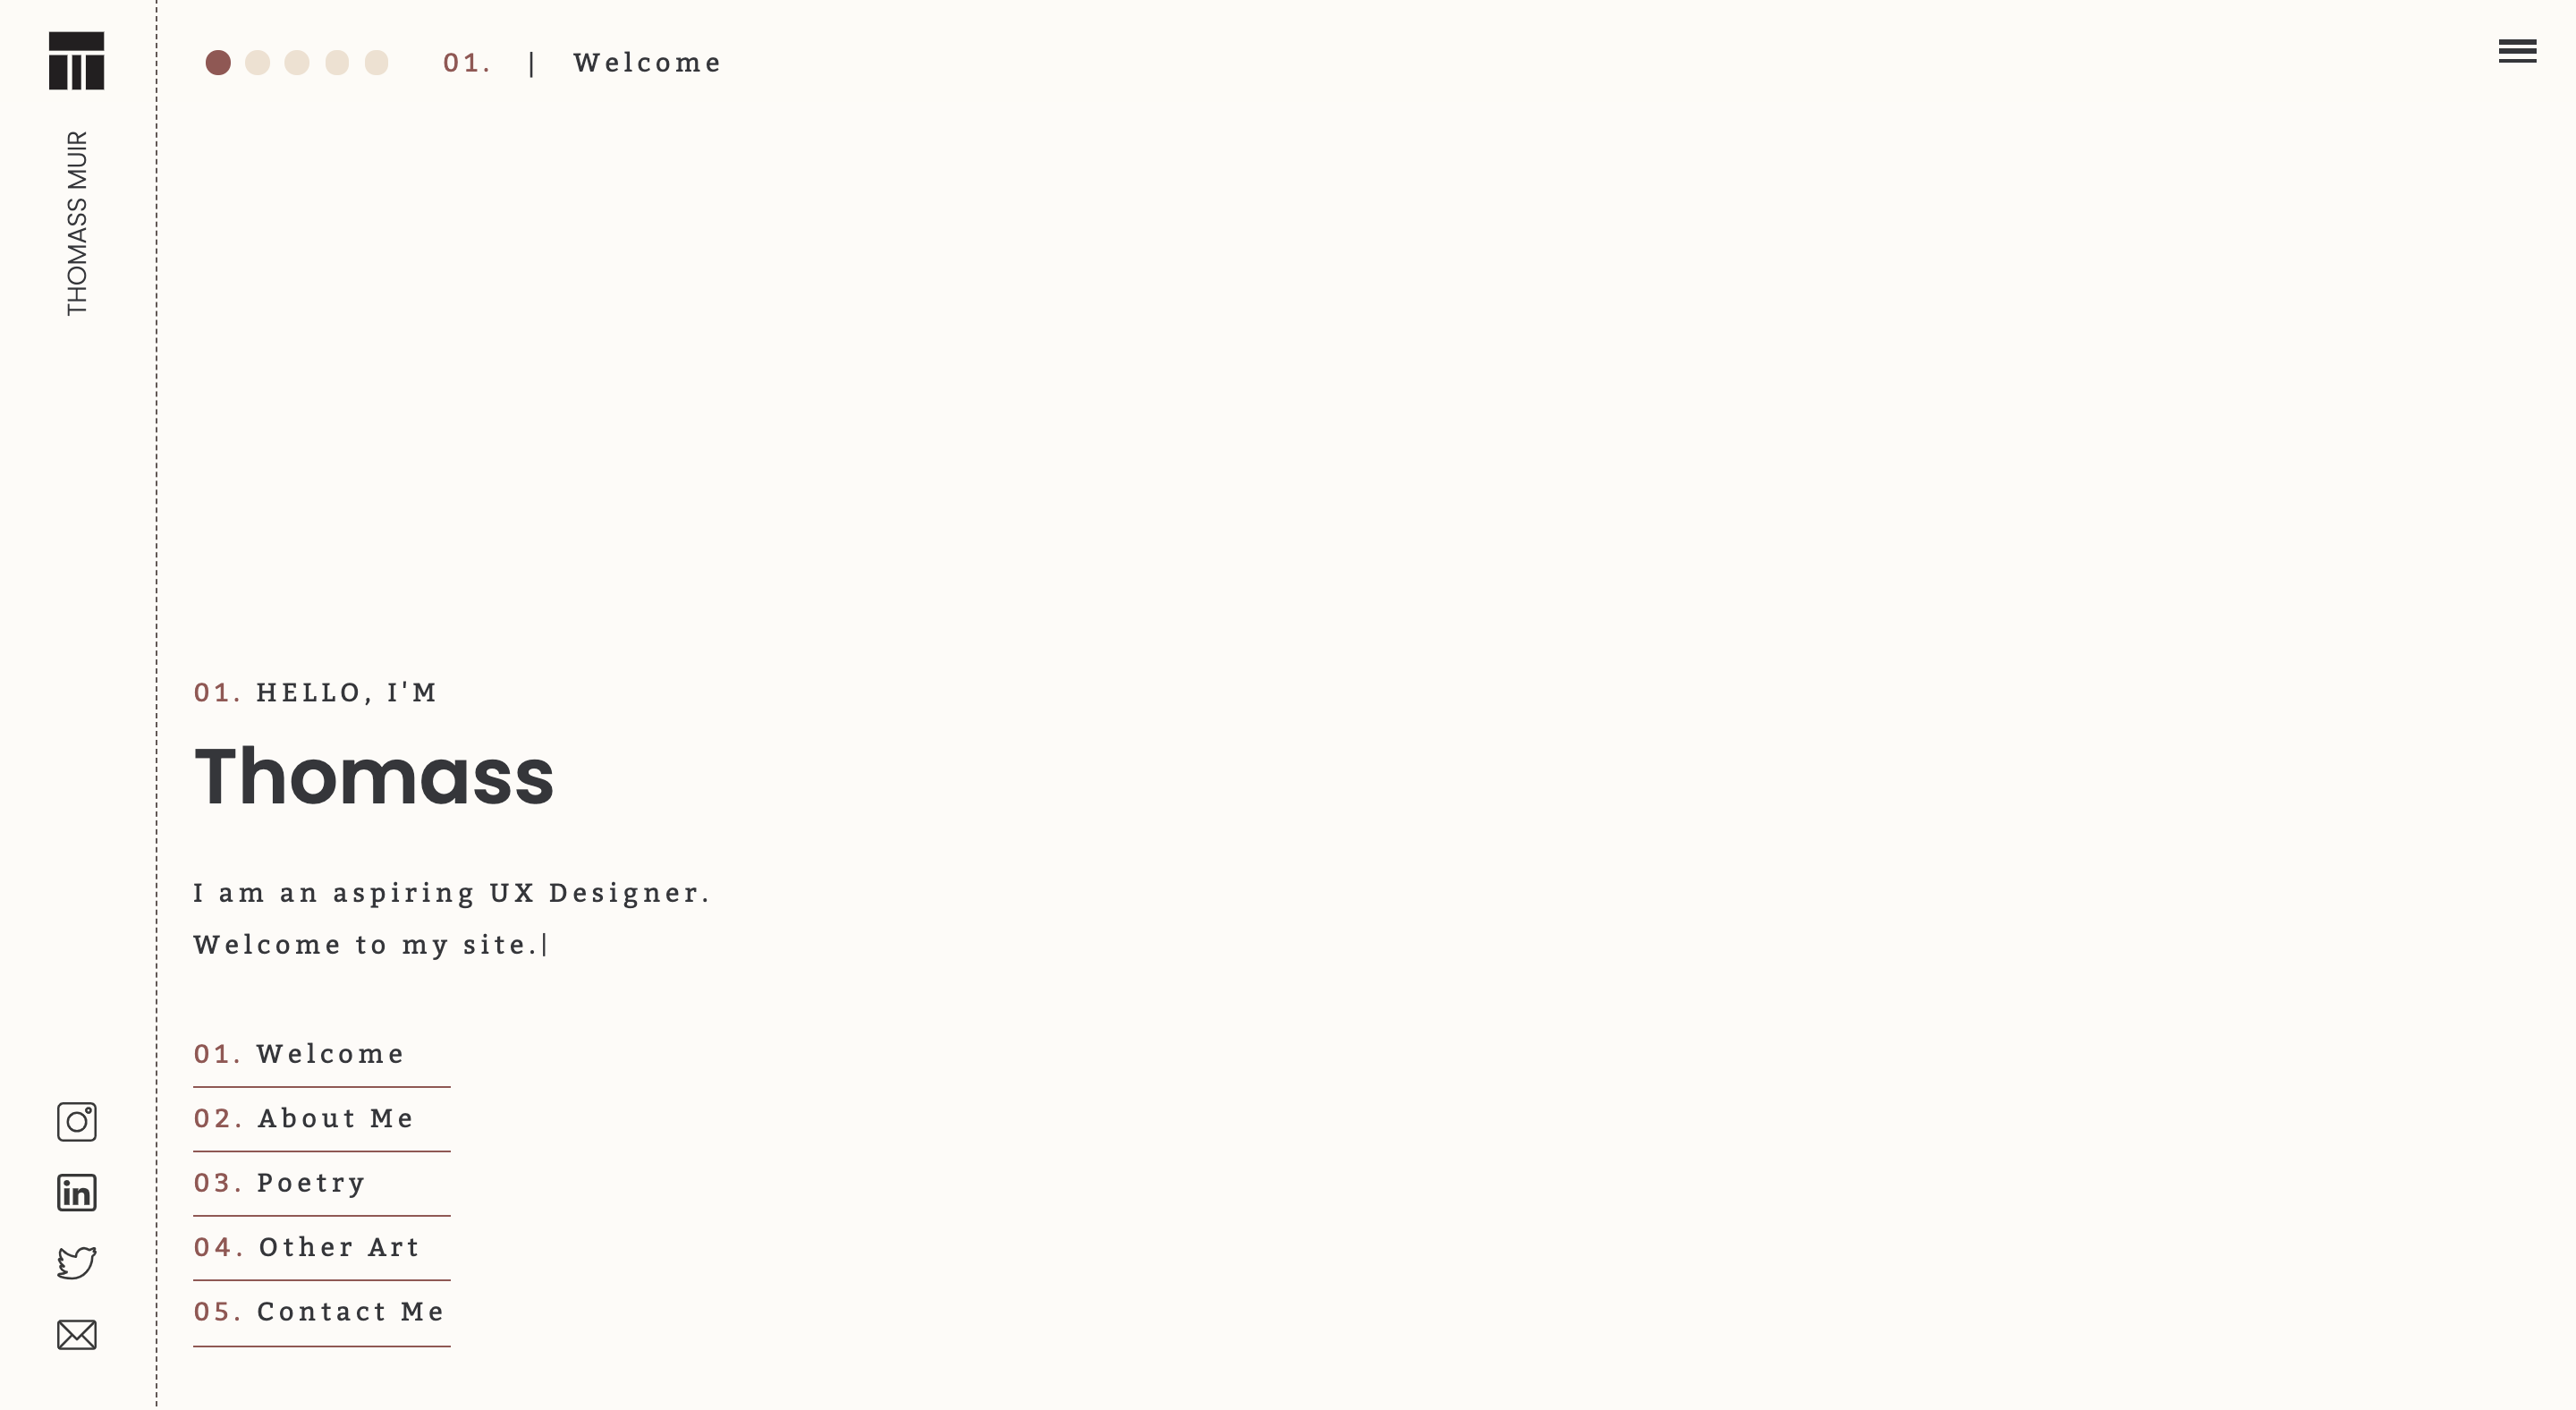 THOMASS MUIR
01. | Welcome
01. HELLO, I'M
Thomass
I am an aspiring UX Designer.
Welcome to my site.|
01. Welcome
02. About Me
03. Poetry
04. Other Art
05. Contact Me
in